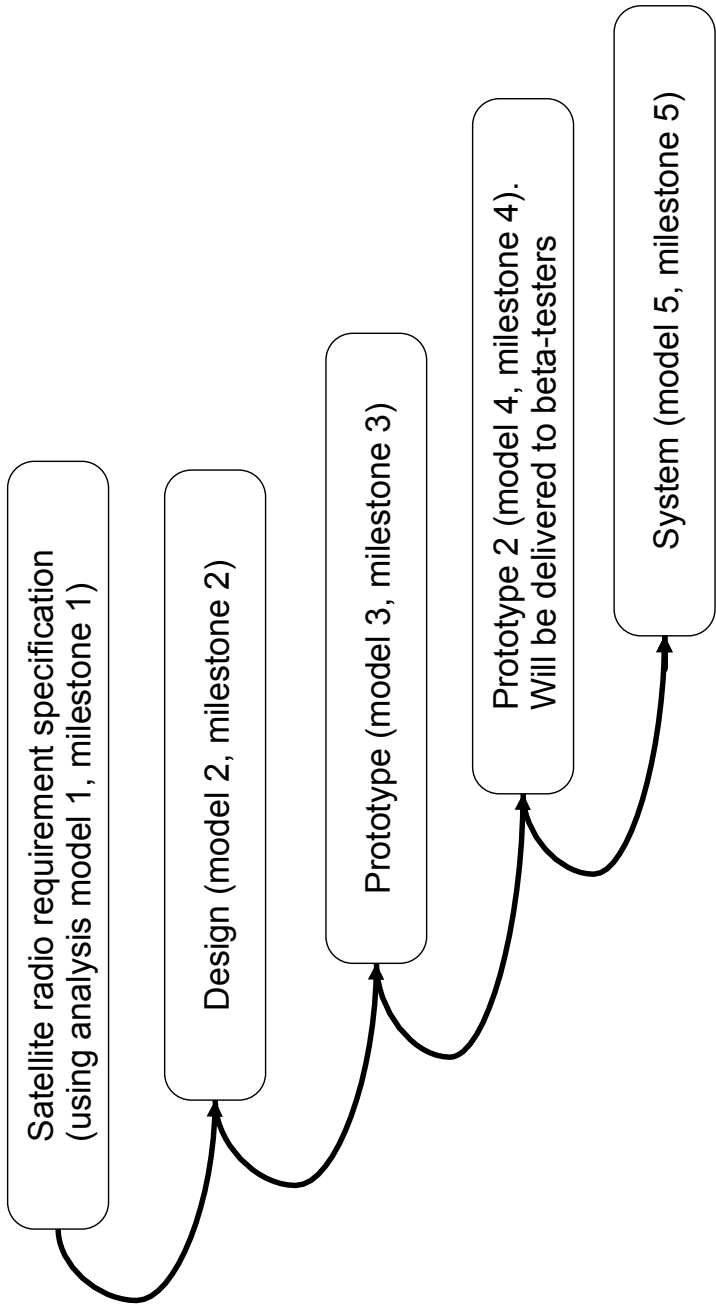 Satellite radio requirement specification
(using analysis model 1, milestone 1)
Design (model 2, milestone 2)
Prototype (model 3, milestone 3)
Prototype 2 (model 4, milestone 4).
Will be delivered to beta-testers
System (model 5, milestone 5)